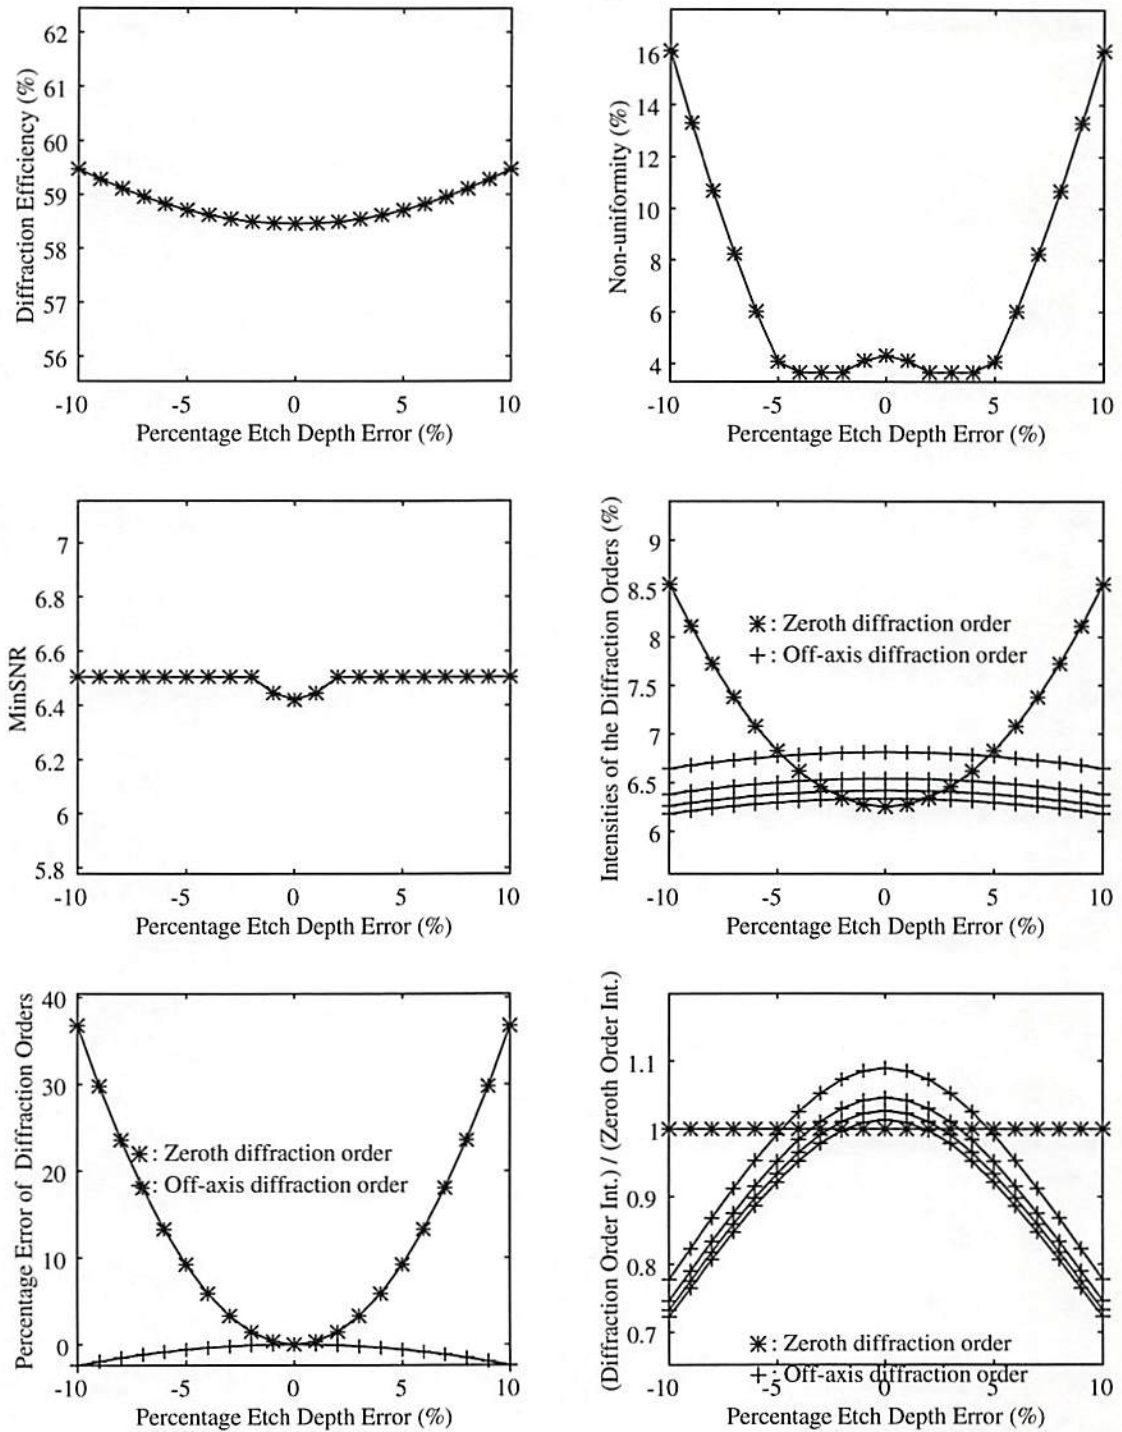 Diffraction Efficiency (%)
62
61
60
59
58
57
56
-10 -5 0 5 10
Percentage Etch Depth Error (%)
Non-uniformity (%)
16
14
12
10
8
6
4
-10 -5 0 5 10
Percentage Etch Depth Error (%)
MinSNR
7
6.8
6.6
6.4
6.2
6
5.8
-10 -5 0 5 10
Percentage Etch Depth Error (%)
Intensities of the Diffraction Orders (%)
9
8.5
8
7.5
7
6.5
6
: Zeroth diffraction order
: Off-axis diffraction order
-10 -5 0 5 10
Percentage Etch Depth Error (%)
Percentage Error of Diffraction Orders
40
30
20
10
0
: Zeroth diffraction order
: Off-axis diffraction order
-10 -5 0 5 10
Percentage Etch Depth Error (%)
(Diffraction Order Int.) / (Zeroth Order Int.)
1.1
1
0.9
0.8
0.7
: Zeroth diffraction order
: Off-axis diffraction order
-10 -5 0 5 10
Percentage Etch Depth Error (%)